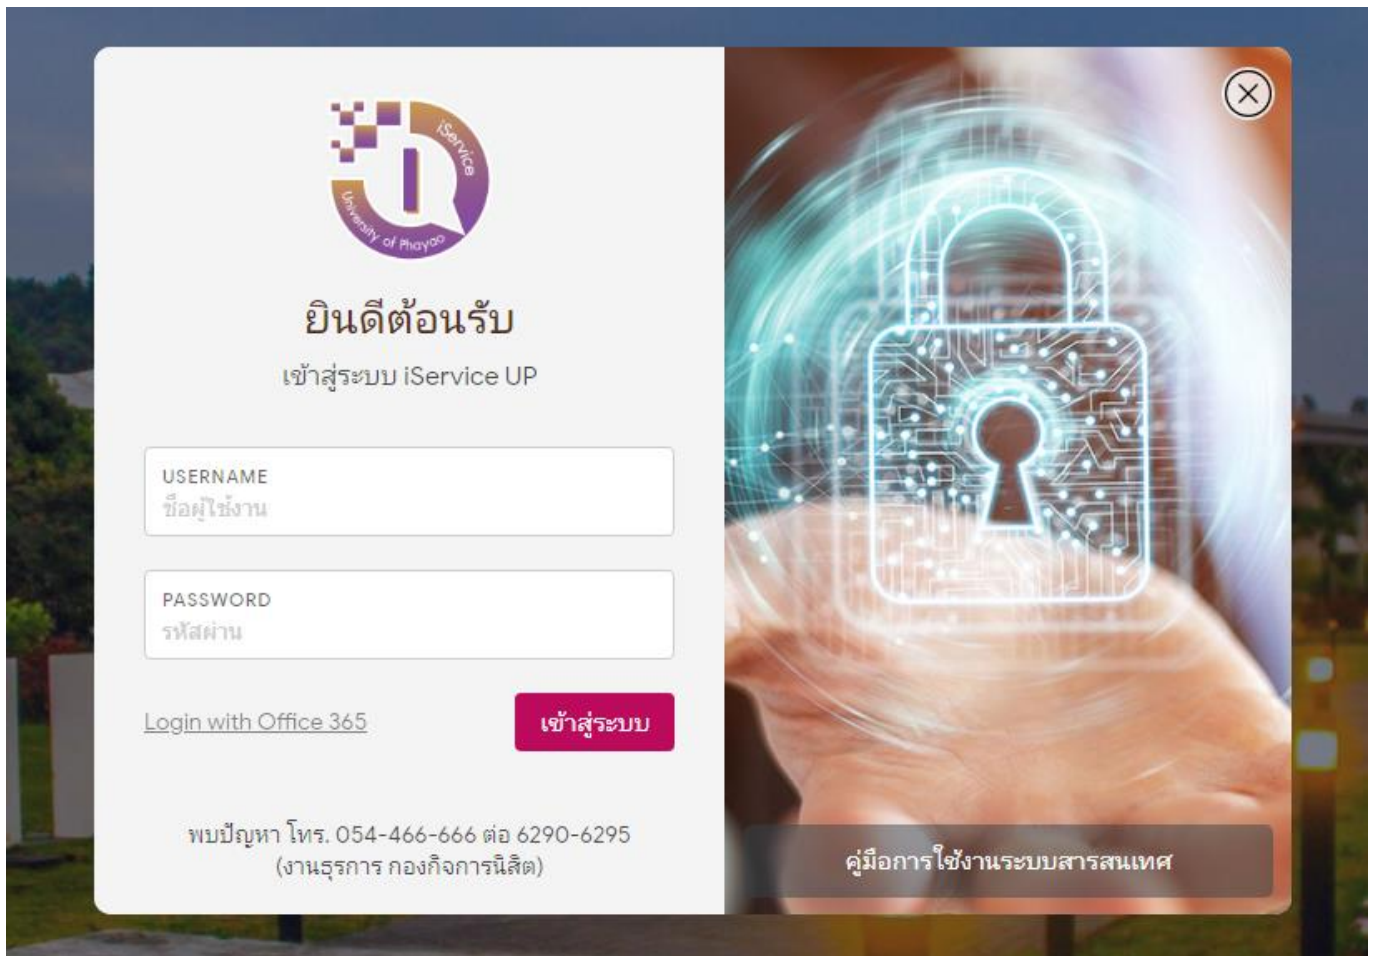 iService
University of Phayao
ยินดีต้อนรับ
เข้าสู่ระบบ iService UP
USERNAME
ชื่อผู้ใช้งาน
PASSWORD
รหัสผ่าน
Login with Office 365
เข้าสู่ระบบ
พบปัญหา โทร. 054-466-666 ต่อ 6290-6295
(งานธุรการ กองกิจการนิสิต)
คู่มือการใช้งานระบบสารสนเทศ